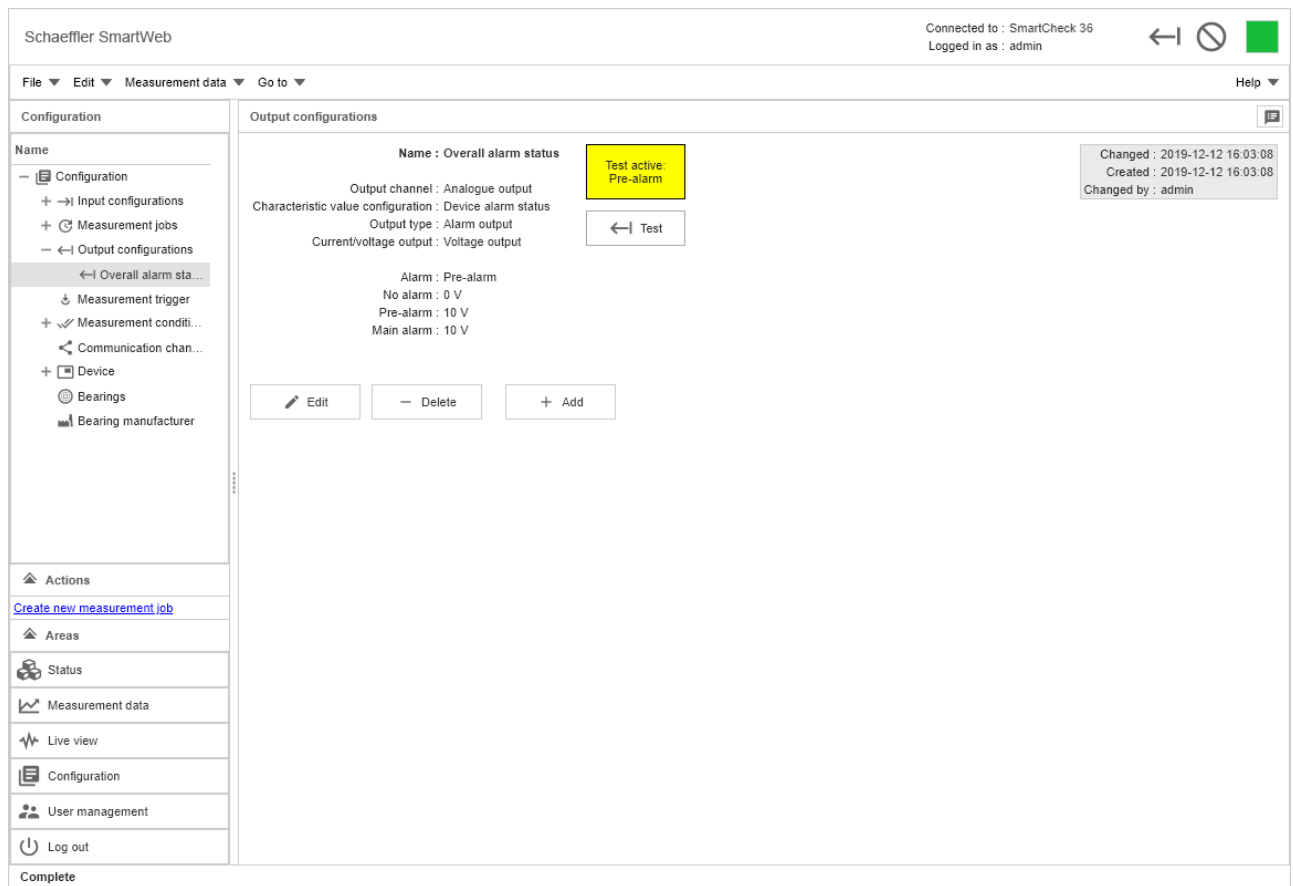 Schaeffler SmartWeb
Connected to : SmartCheck 36
Logged in as : admin
File Edit Measurement data Go to Help
Configuration
Name
Configuration
Input configurations
Measurement jobs
Output configurations
Overall alarm sta...
Measurement trigger
Measurement conditi...
Communication chan...
Device
Bearings
Bearing manufacturer
Actions
Create new measurement job
Areas
Status
Measurement data
Live view
Configuration
User management
Log out
Output configurations
Name : Overall alarm status
Output channel : Analogue output
Characteristic value configuration : Device alarm status
Output type : Alarm output
Current/voltage output : Voltage output
Alarm : Pre-alarm
No alarm : 0 V
Pre-alarm : 10 V
Main alarm : 10 V
Test active:
Pre-alarm
Test
Changed : 2019-12-12 16:03:08
Created : 2019-12-12 16:03:08
Changed by : admin
Edit
Delete
Add
Complete